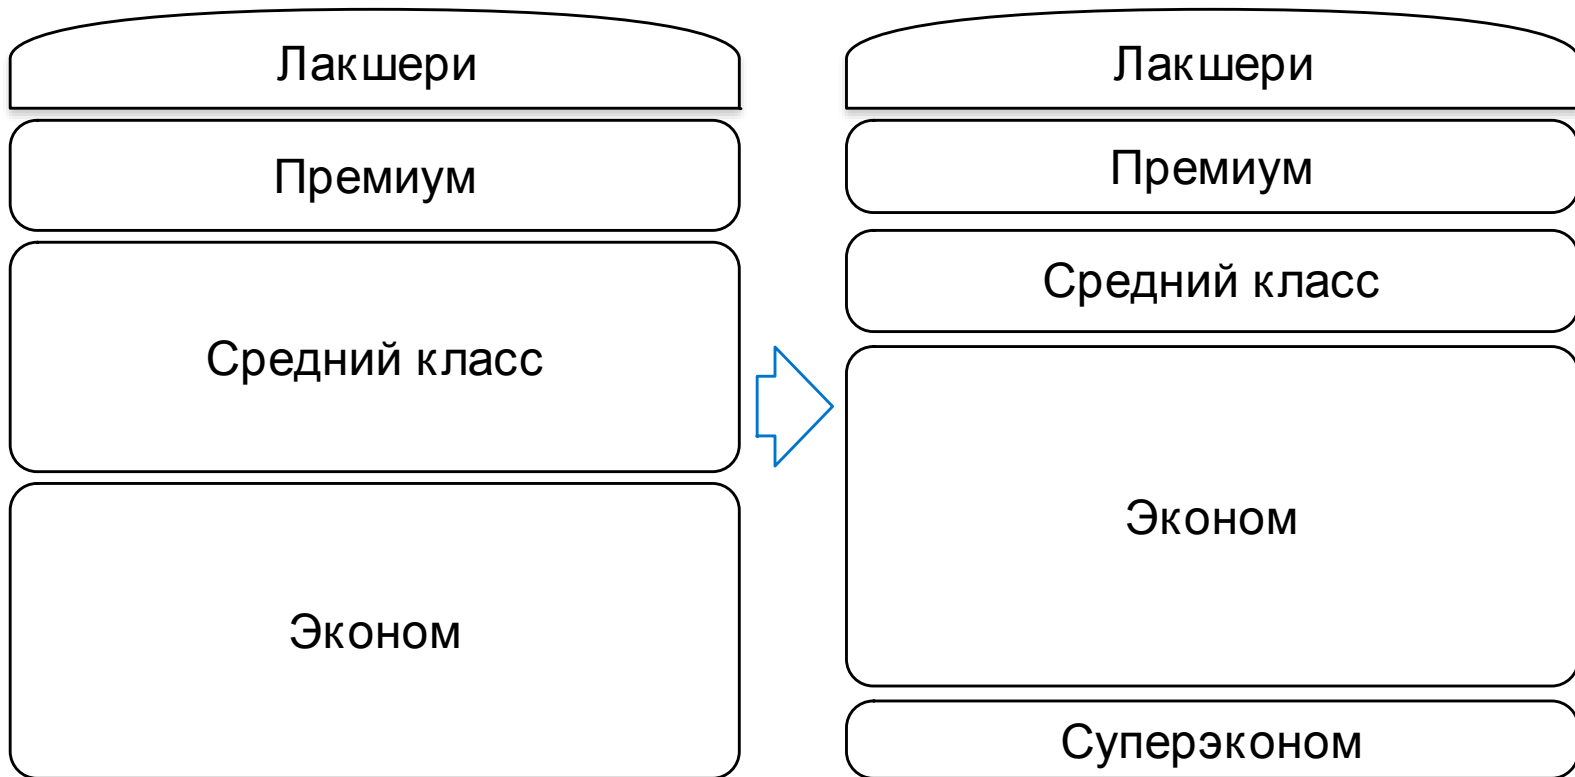 Лакшери
Премиум
Средний класс
Эконом
Лакшери
Премиум
Средний класс
Эконом
Суперэконом